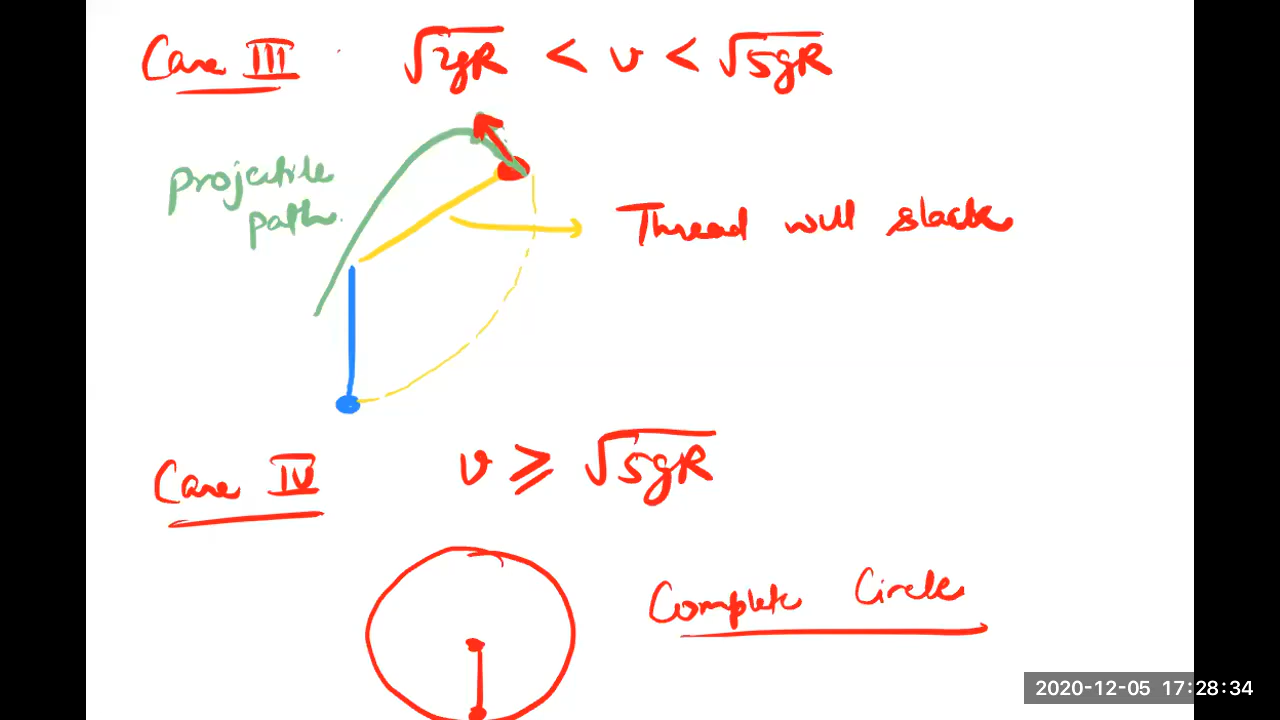 Case III √2gR < v < √5gR
projectile
path.
Thread will slack
Case IV v ≥ √5gR
Complete Circle
2020-12-05 17:28:34